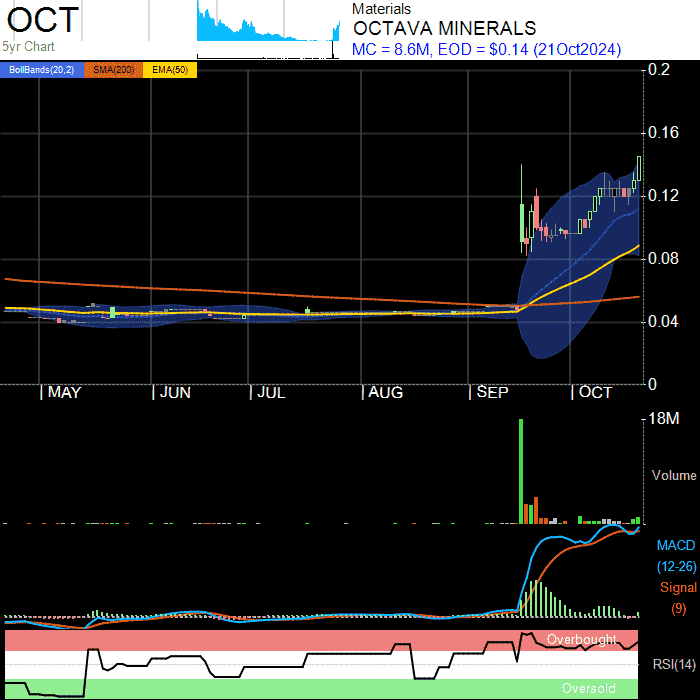 OCT
5yr Chart
Materials
OCTAVA MINERALS
MC = 8.6M, EOD = $0.14 (21Oct2024)
BollBands(20,2) SMA(200) EMA(50)
0.2
0.16
0.12
0.08
0.04
0
MAY JUN JUL AUG SEP OCT
18M
Volume
MACD
(12-26)
Signal
(9)
Overbought
RSI(14)
Oversold